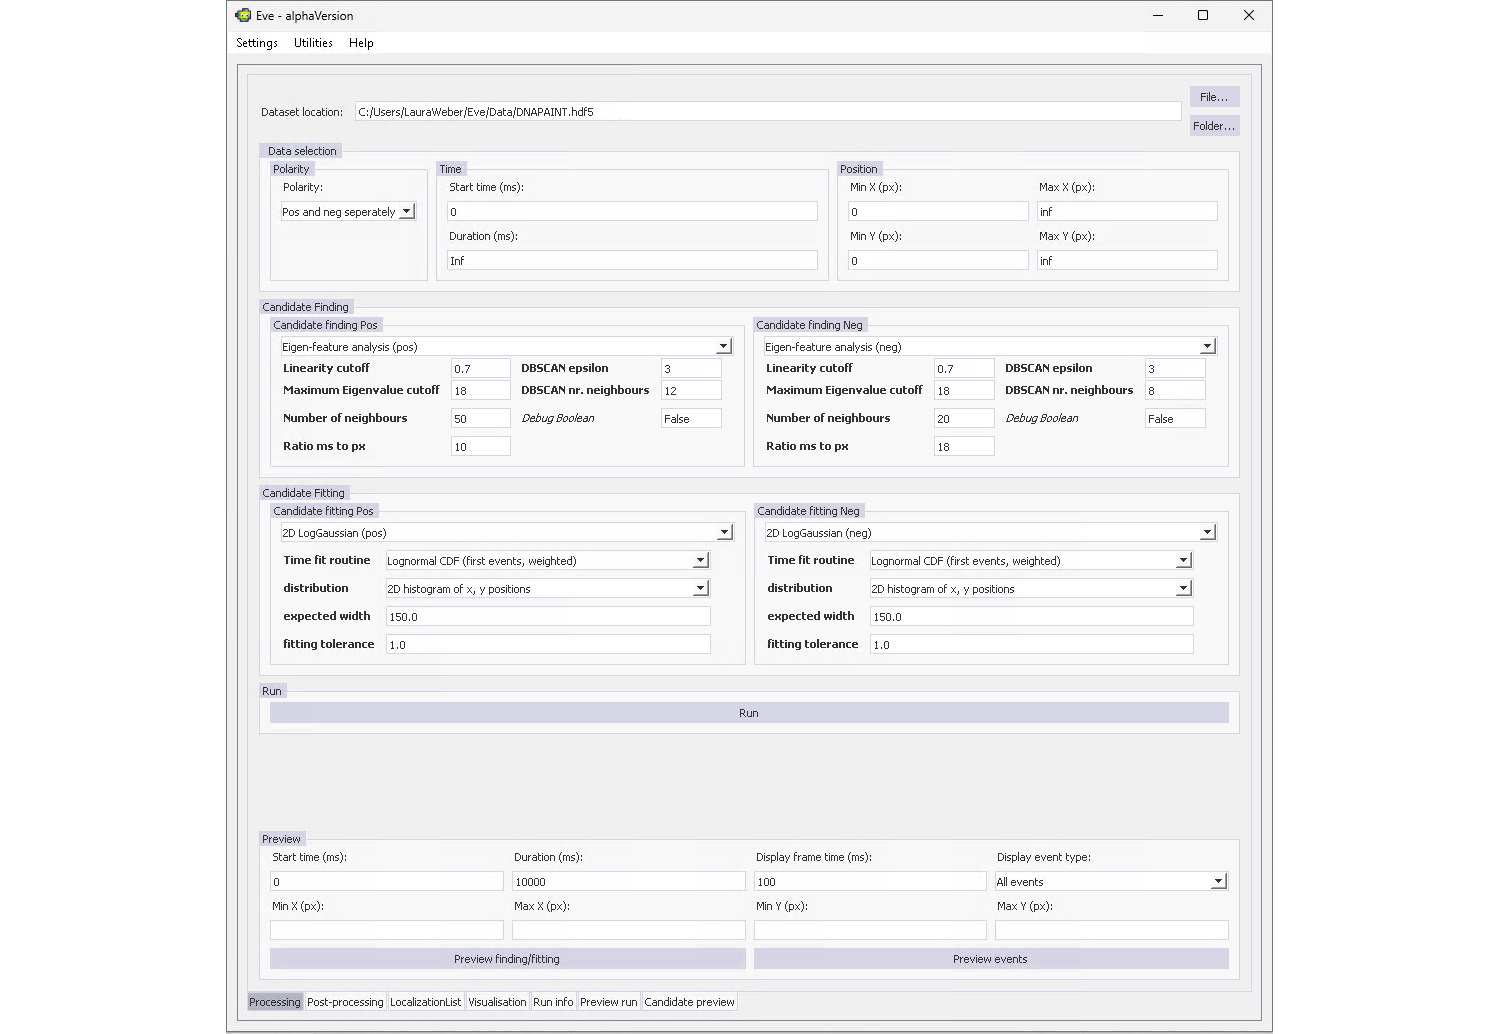 Eve - alphaVersion
Settings Utilities Help
File...
Dataset location: C:/Users/LauraWeber/Eve/Data/DNAPAINT.hdf5
Folder...
Data selection
Polarity Time Position
Polarity: Start time (ms): Min X (px): Max X (px):
Pos and neg seperately 0 0 inf
Duration (ms): Min Y (px): Max Y (px):
Inf 0 inf
Candidate Finding
Candidate finding Pos Candidate finding Neg
Eigen-feature analysis (pos) Eigen-feature analysis (neg)
Linearity cutoff 0.7 DBSCAN epsilon 3 Linearity cutoff 0.7 DBSCAN epsilon 3
Maximum Eigenvalue cutoff 18 DBSCAN nr. neighbours 12 Maximum Eigenvalue cutoff 18 DBSCAN nr. neighbours 8
Number of neighbours 50 Debug Boolean False Number of neighbours 20 Debug Boolean False
Ratio ms to px 10 Ratio ms to px 18
Candidate Fitting
Candidate fitting Pos Candidate fitting Neg
2D LogGaussian (pos) 2D LogGaussian (neg)
Time fit routine Lognormal CDF (first events, weighted) Time fit routine Lognormal CDF (first events, weighted)
distribution 2D histogram of x, y positions distribution 2D histogram of x, y positions
expected width 150.0 expected width 150.0
fitting tolerance 1.0 fitting tolerance 1.0
Run
Run
Preview
Start time (ms): Duration (ms): Display frame time (ms): Display event type:
0 10000 100 All events
Min X (px): Max X (px): Min Y (px): Max Y (px):
Preview finding/fitting Preview events
Processing Post-processing LocalizationList Visualisation Run info Preview run Candidate preview